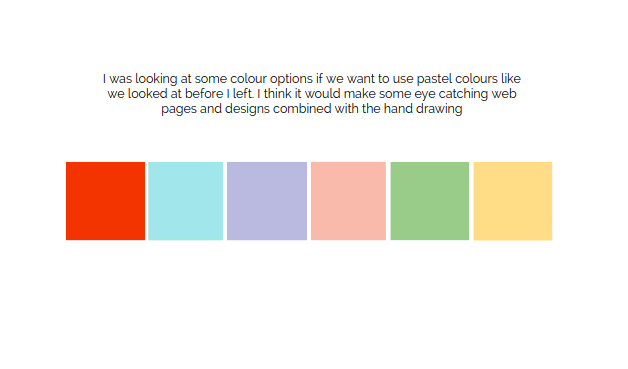 I was looking at some colour options if we want to use pastel colours like
we looked at before I left. I think it would make some eye catching web
pages and designs combined with the hand drawing